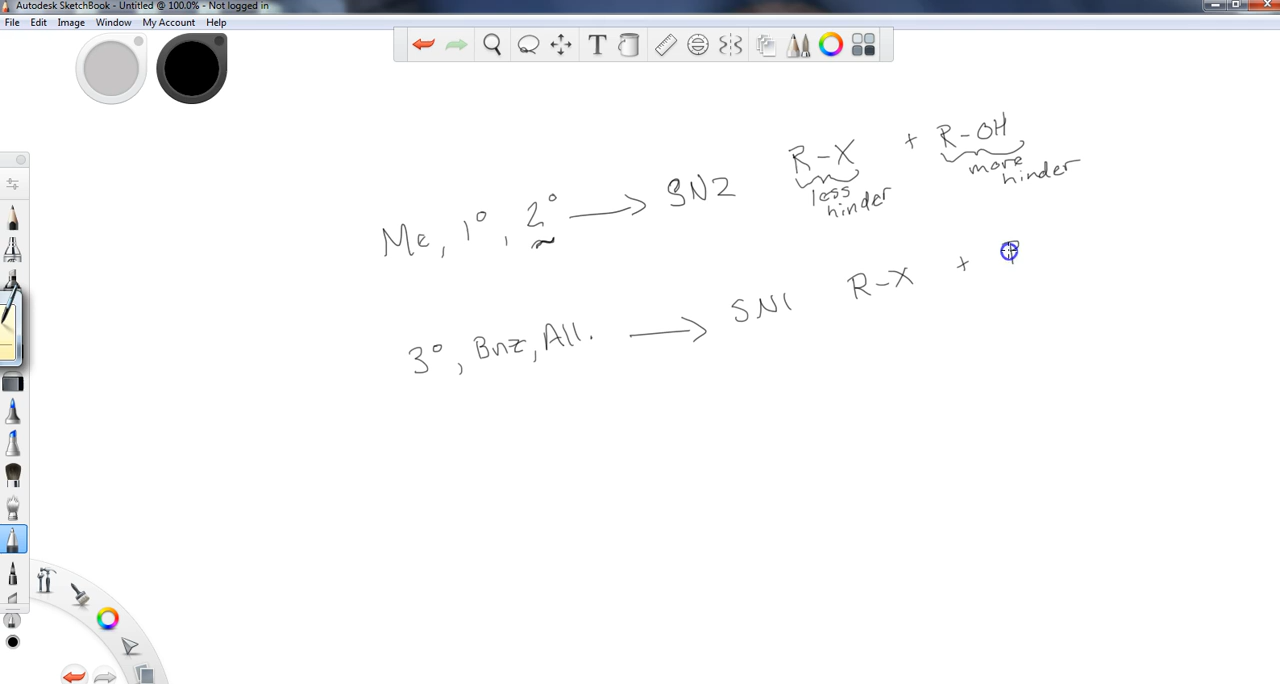 Autodesk SketchBook - Untitled @ 100.0% - Not logged in
File Edit Image Window My Account Help
T
Me, 1°, 2° → SN2 R-X + R-OH
less hinder
more hinder
3°, Bnz, All. → SN1 R-X +